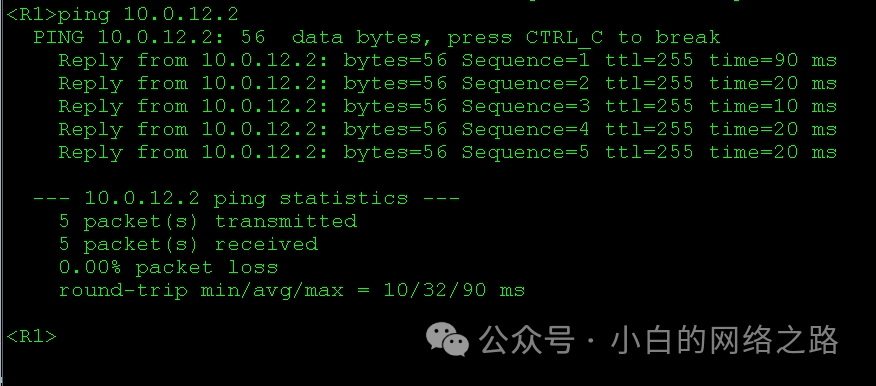 <R1>ping 10.0.12.2
  PING 10.0.12.2: 56  data bytes, press CTRL_C to break
    Reply from 10.0.12.2: bytes=56 Sequence=1 ttl=255 time=90 ms
    Reply from 10.0.12.2: bytes=56 Sequence=2 ttl=255 time=20 ms
    Reply from 10.0.12.2: bytes=56 Sequence=3 ttl=255 time=10 ms
    Reply from 10.0.12.2: bytes=56 Sequence=4 ttl=255 time=20 ms
    Reply from 10.0.12.2: bytes=56 Sequence=5 ttl=255 time=20 ms
  --- 10.0.12.2 ping statistics ---
    5 packet(s) transmitted
    5 packet(s) received
    0.00% packet loss
    round-trip min/avg/max = 10/32/90 ms
<R1>
公众号 · 小白的网络之路